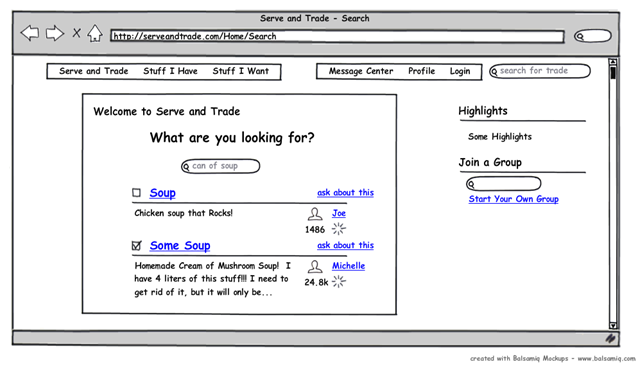 Serve and Trade - Search
http://serveandtrade.com/Home/Search
Serve and Trade Stuff I Have Stuff I Want
Message Center Profile Login
search for trade
Welcome to Serve and Trade
What are you looking for?
can of soup
Soup ask about this
Chicken soup that Rocks! Joe
1486
Some Soup ask about this
Homemade Cream of Mushroom Soup! I Michelle
have 4 liters of this stuff!!! I need to
24.8k
get rid of it, but it will only be...
Highlights
Some Highlights
Join a Group
Start Your Own Group
created with Balsamiq Mockups - www.balsamiq.com